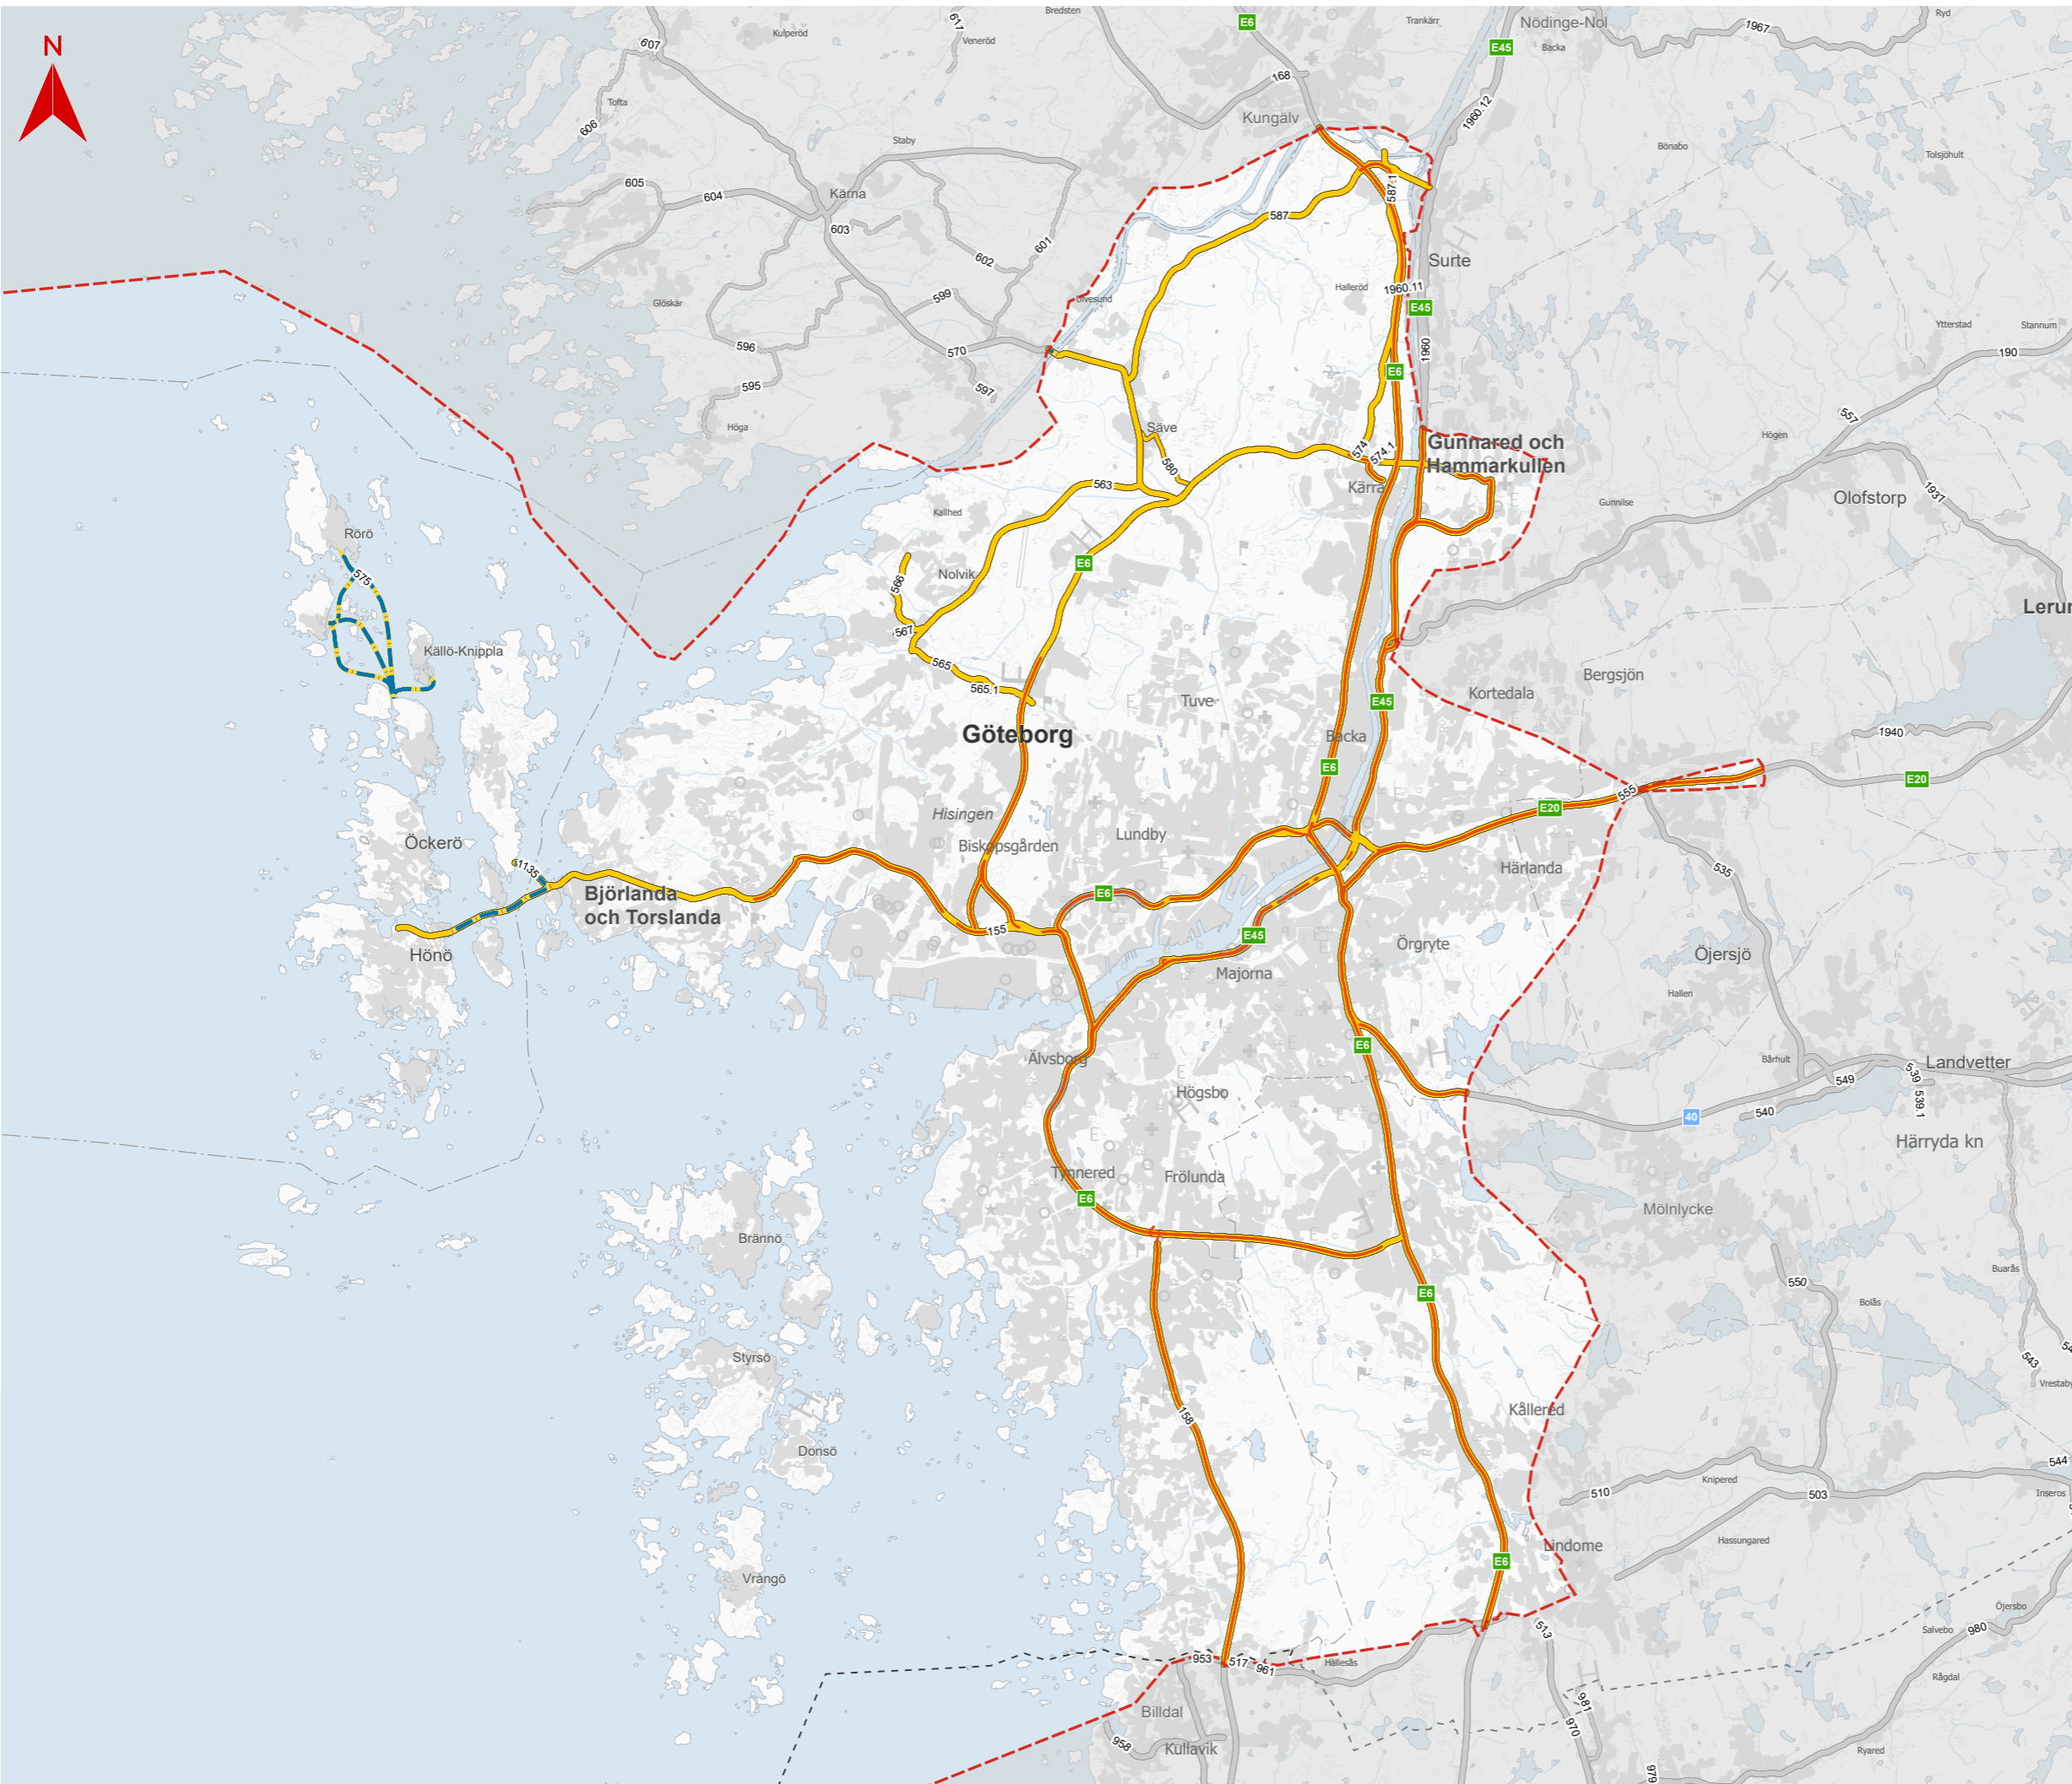 N
Bredsten
E6
Trankärr
Nödinge-Nol
Ryd
617
Kulperöd
Veneröd
607
E45
Backa
1967
168
Tofta
606
Kungälv
1960.12
Staby
Bönabo
Tolsjöhult
605
604
Kärna
587.1
603
587
601
602
Surte
Glöskär
599
Ulvesund
Halleröd
1960.11
E45
Ytterstad
Stannum
596
570
1960
190
595
597
E6
Höga
Säve
557
574
574.1
Gunnared och
Hammarkullen
Högen
580
563
Kärra
Olofstorp
1937
Kallhed
Gunnilse
Rörö
E6
575
Nolvik
566
567
Lerur
Källö-Knippla
565
565.1
Bergsjön
Kortedala
Tuve
E45
Göteborg
Backa
1940
E6
E20
555
E20
Hisingen
Lundby
Öckerö
Biskopsgården
1135
Härlanda
535
Björlanda
och Torslanda
E6
155
E45
Örgryte
Hönö
Majorna
Öjersjö
Hallen
E6
Älvsborg
Bårhult
Landvetter
Högsbo
549
539
539.1
40
540
Härryda kn
Tynnered
Frölunda
E6
Mölnlycke
Brännö
Buarås
550
E6
Bolås
Styrsö
543
Vrestaby
158
Kållered
Donsö
544
Knipered
510
503
Inseros
Hassungared
Lindome
E6
Vrångö
Öjersbo
513
Salvebo
980
953
517
961
Hällesås
Rågdal
981
Billdal
970
958
Kullavik
Ryared
979